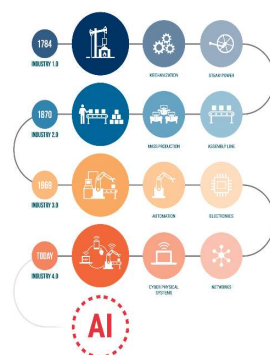 1784
INDUSTRY 1.0
MECHANIZATION
STEAM POWER
1870
INDUSTRY 2.0
MASS PRODUCTION
ASSEMBLY LINE
1969
INDUSTRY 3.0
AUTOMATION
ELECTRONICS
TODAY
INDUSTRY 4.0
CYBER PHYSICAL
SYSTEMS
NETWORKS
AI